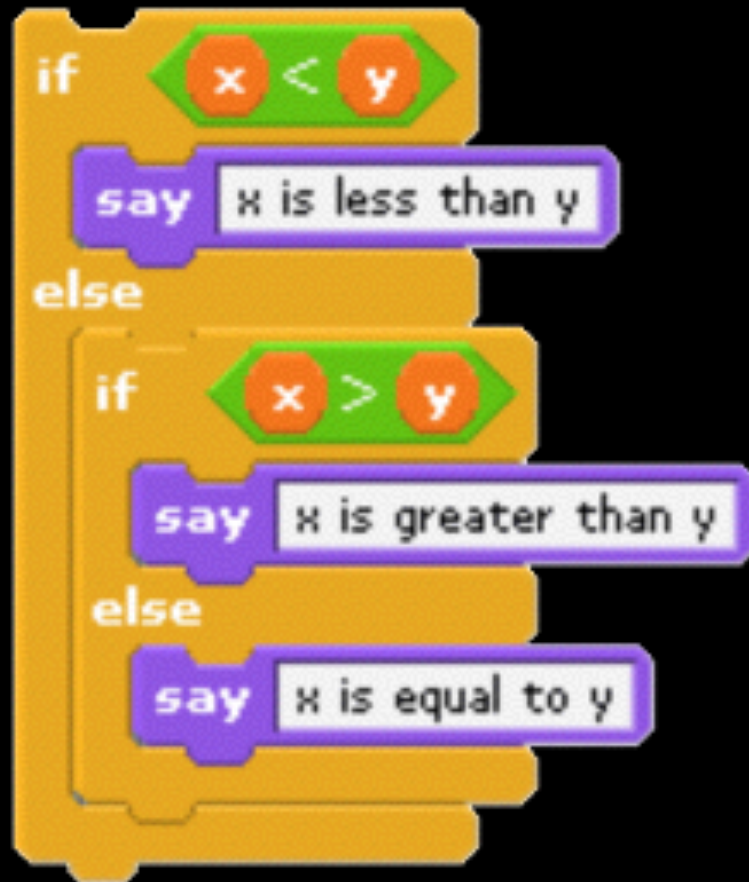 if x < y
say x is less than y
else
if x > y
say x is greater than y
else
say x is equal to y